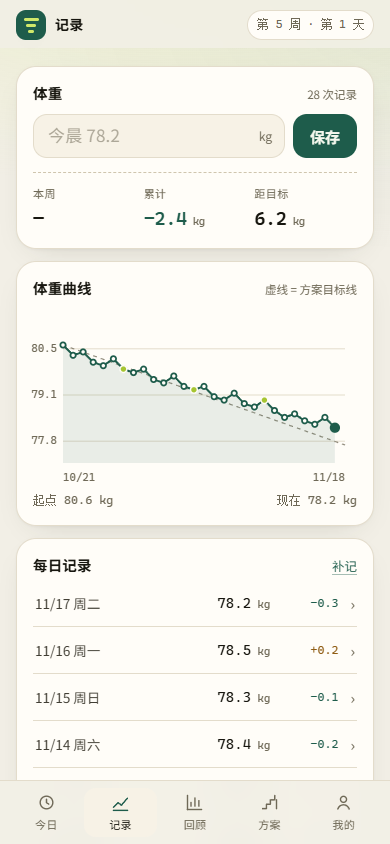 记录
第 5 周 · 第 1 天
体重
28 次记录
今晨 78.2 kg
保存
本周 累计 距目标
— −2.4 kg 6.2 kg
体重曲线
虚线 = 方案目标线
80.5
79.1
77.8
10/21 11/18
起点 80.6 kg 现在 78.2 kg
每日记录 补记
11/17 周二 78.2 kg −0.3 ›
11/16 周一 78.5 kg +0.2 ›
11/15 周日 78.3 kg −0.1 ›
11/14 周六 78.4 kg −0.2 ›
今日 记录 回顾 方案 我的